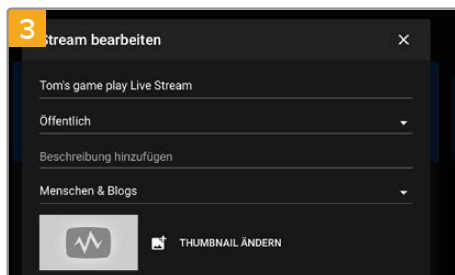 3
Stream bearbeiten
Tom's game play Live Stream
Öffentlich
Beschreibung hinzufügen
Menschen & Blogs
THUMBNAIL ÄNDERN